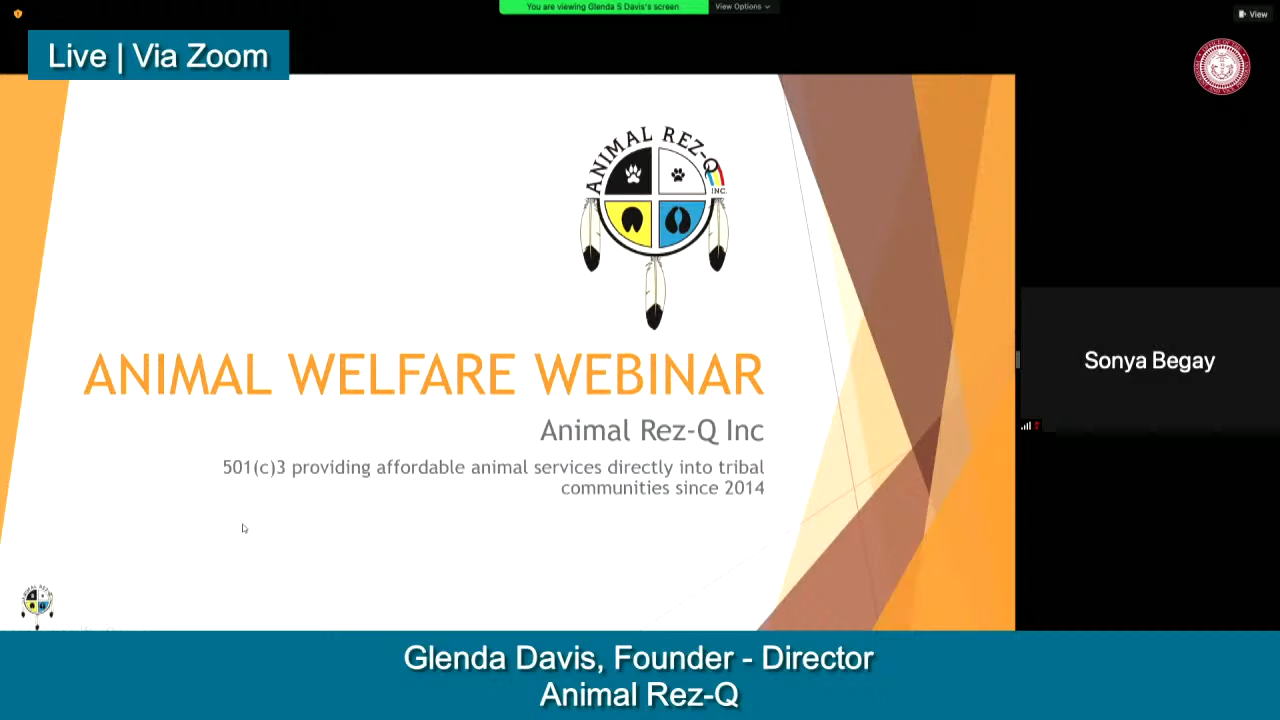 You are viewing Glenda S Davis's screen
View Options
View
Live | Via Zoom
ANIMAL REZ-Q
INC.
ANIMAL WELFARE WEBINAR
Animal Rez-Q Inc
501(c)3 providing affordable animal services directly into tribal
communities since 2014
Sonya Begay
Glenda Davis, Founder - Director
Animal Rez-Q